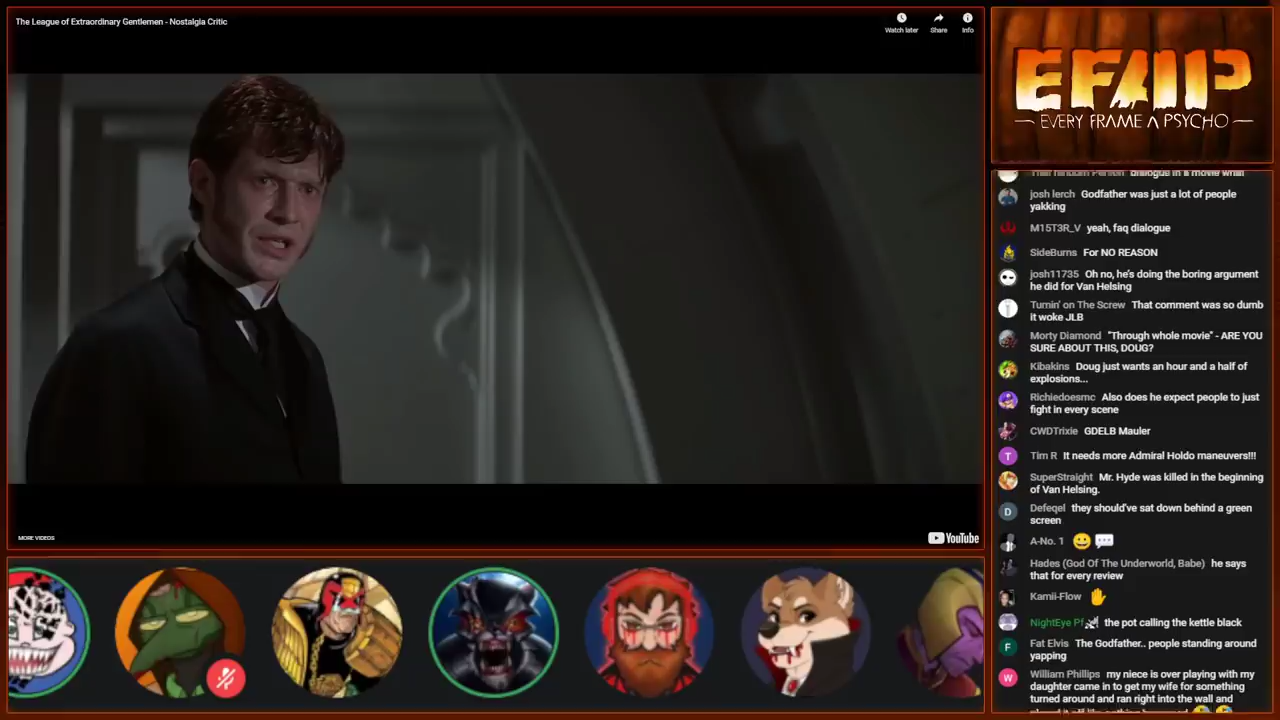 The League of Extraordinary Gentlemen - Nostalgia Critic
Watch later
Share
Info
MORE VIDEOS
YouTube
EFAP
EVERY FRAME A PSYCHO
josh lerch Godfather was just a lot of people
yakking
M15T3R_V yeah, faq dialogue
SideBurns For NO REASON
josh11735 Oh no, he's doing the boring argument
he did for Van Helsing
Turnin' on The Screw That comment was so dumb
it woke JLB
Morty Diamond "Through whole movie" - ARE YOU
SURE ABOUT THIS, DOUG?
Kibakins Doug just wants an hour and a half of
explosions...
Richiedoesmc Also does he expect people to just
fight in every scene
CWDTrixie GDELB Mauler
T
Tim R It needs more Admiral Holdo maneuvers!!!
SuperStraight Mr. Hyde was killed in the beginning
of Van Helsing.
D
Defeqel they should've sat down behind a green
screen
A-No. 1 😀💬
Hades (God Of The Underworld, Babe) he says
that for every review
Kamii-Flow ✋
NightEye Pf the pot calling the kettle black
F
Fat Elvis The Godfather.. people standing around
yapping
W
William Phillips my niece is over playing with my
daughter came in to get my wife for something
turned around and ran right into the wall and